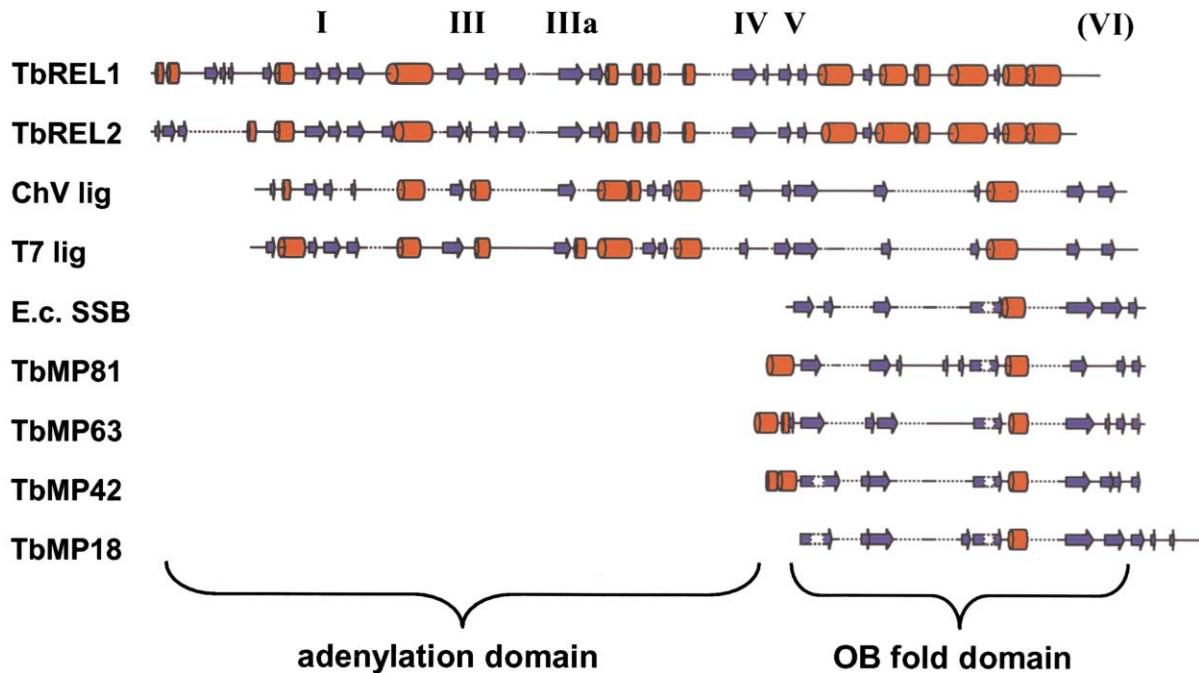 I III IIIa IV V (VI)
TbREL1
TbREL2
ChV lig
T7 lig
E.c. SSB
TbMP81
TbMP63
TbMP42
TbMP18
adenylation domain OB fold domain